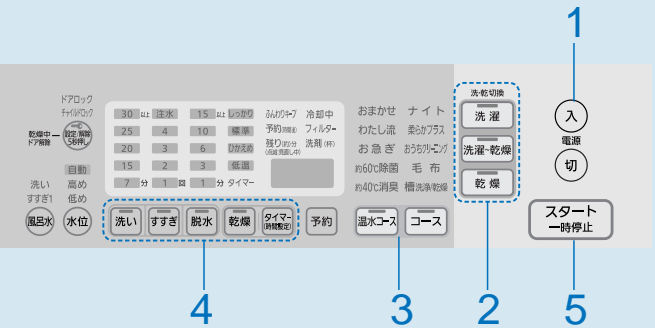 1
洗・乾切換
洗濯
洗濯-乾燥
乾燥
入
電源
切
スタート
一時停止
ドアロック
チャイルドロック
乾燥中
ドア解除
設定/解除
5秒押し
自動
洗い 高め
すすぎ1 低め
風呂水 水位
30 以上 注水 15 以上 しっかり ふんわりキープ 冷却中
25 4 10 標準 予約 フィルター
20 3 6 ひかえめ 残り(約)分 洗剤(杯)
15 2 3 低温
7 分 1 回 1 分 タイマー
洗い すすぎ 脱水 乾燥 タイマー 予約
おまかせ ナイト
わたし流 柔らかプラス
お急ぎ おうちクリーニング
約60℃除菌 毛布
約40℃消臭 槽洗浄/乾燥
温水コース コース
4 3 2 5